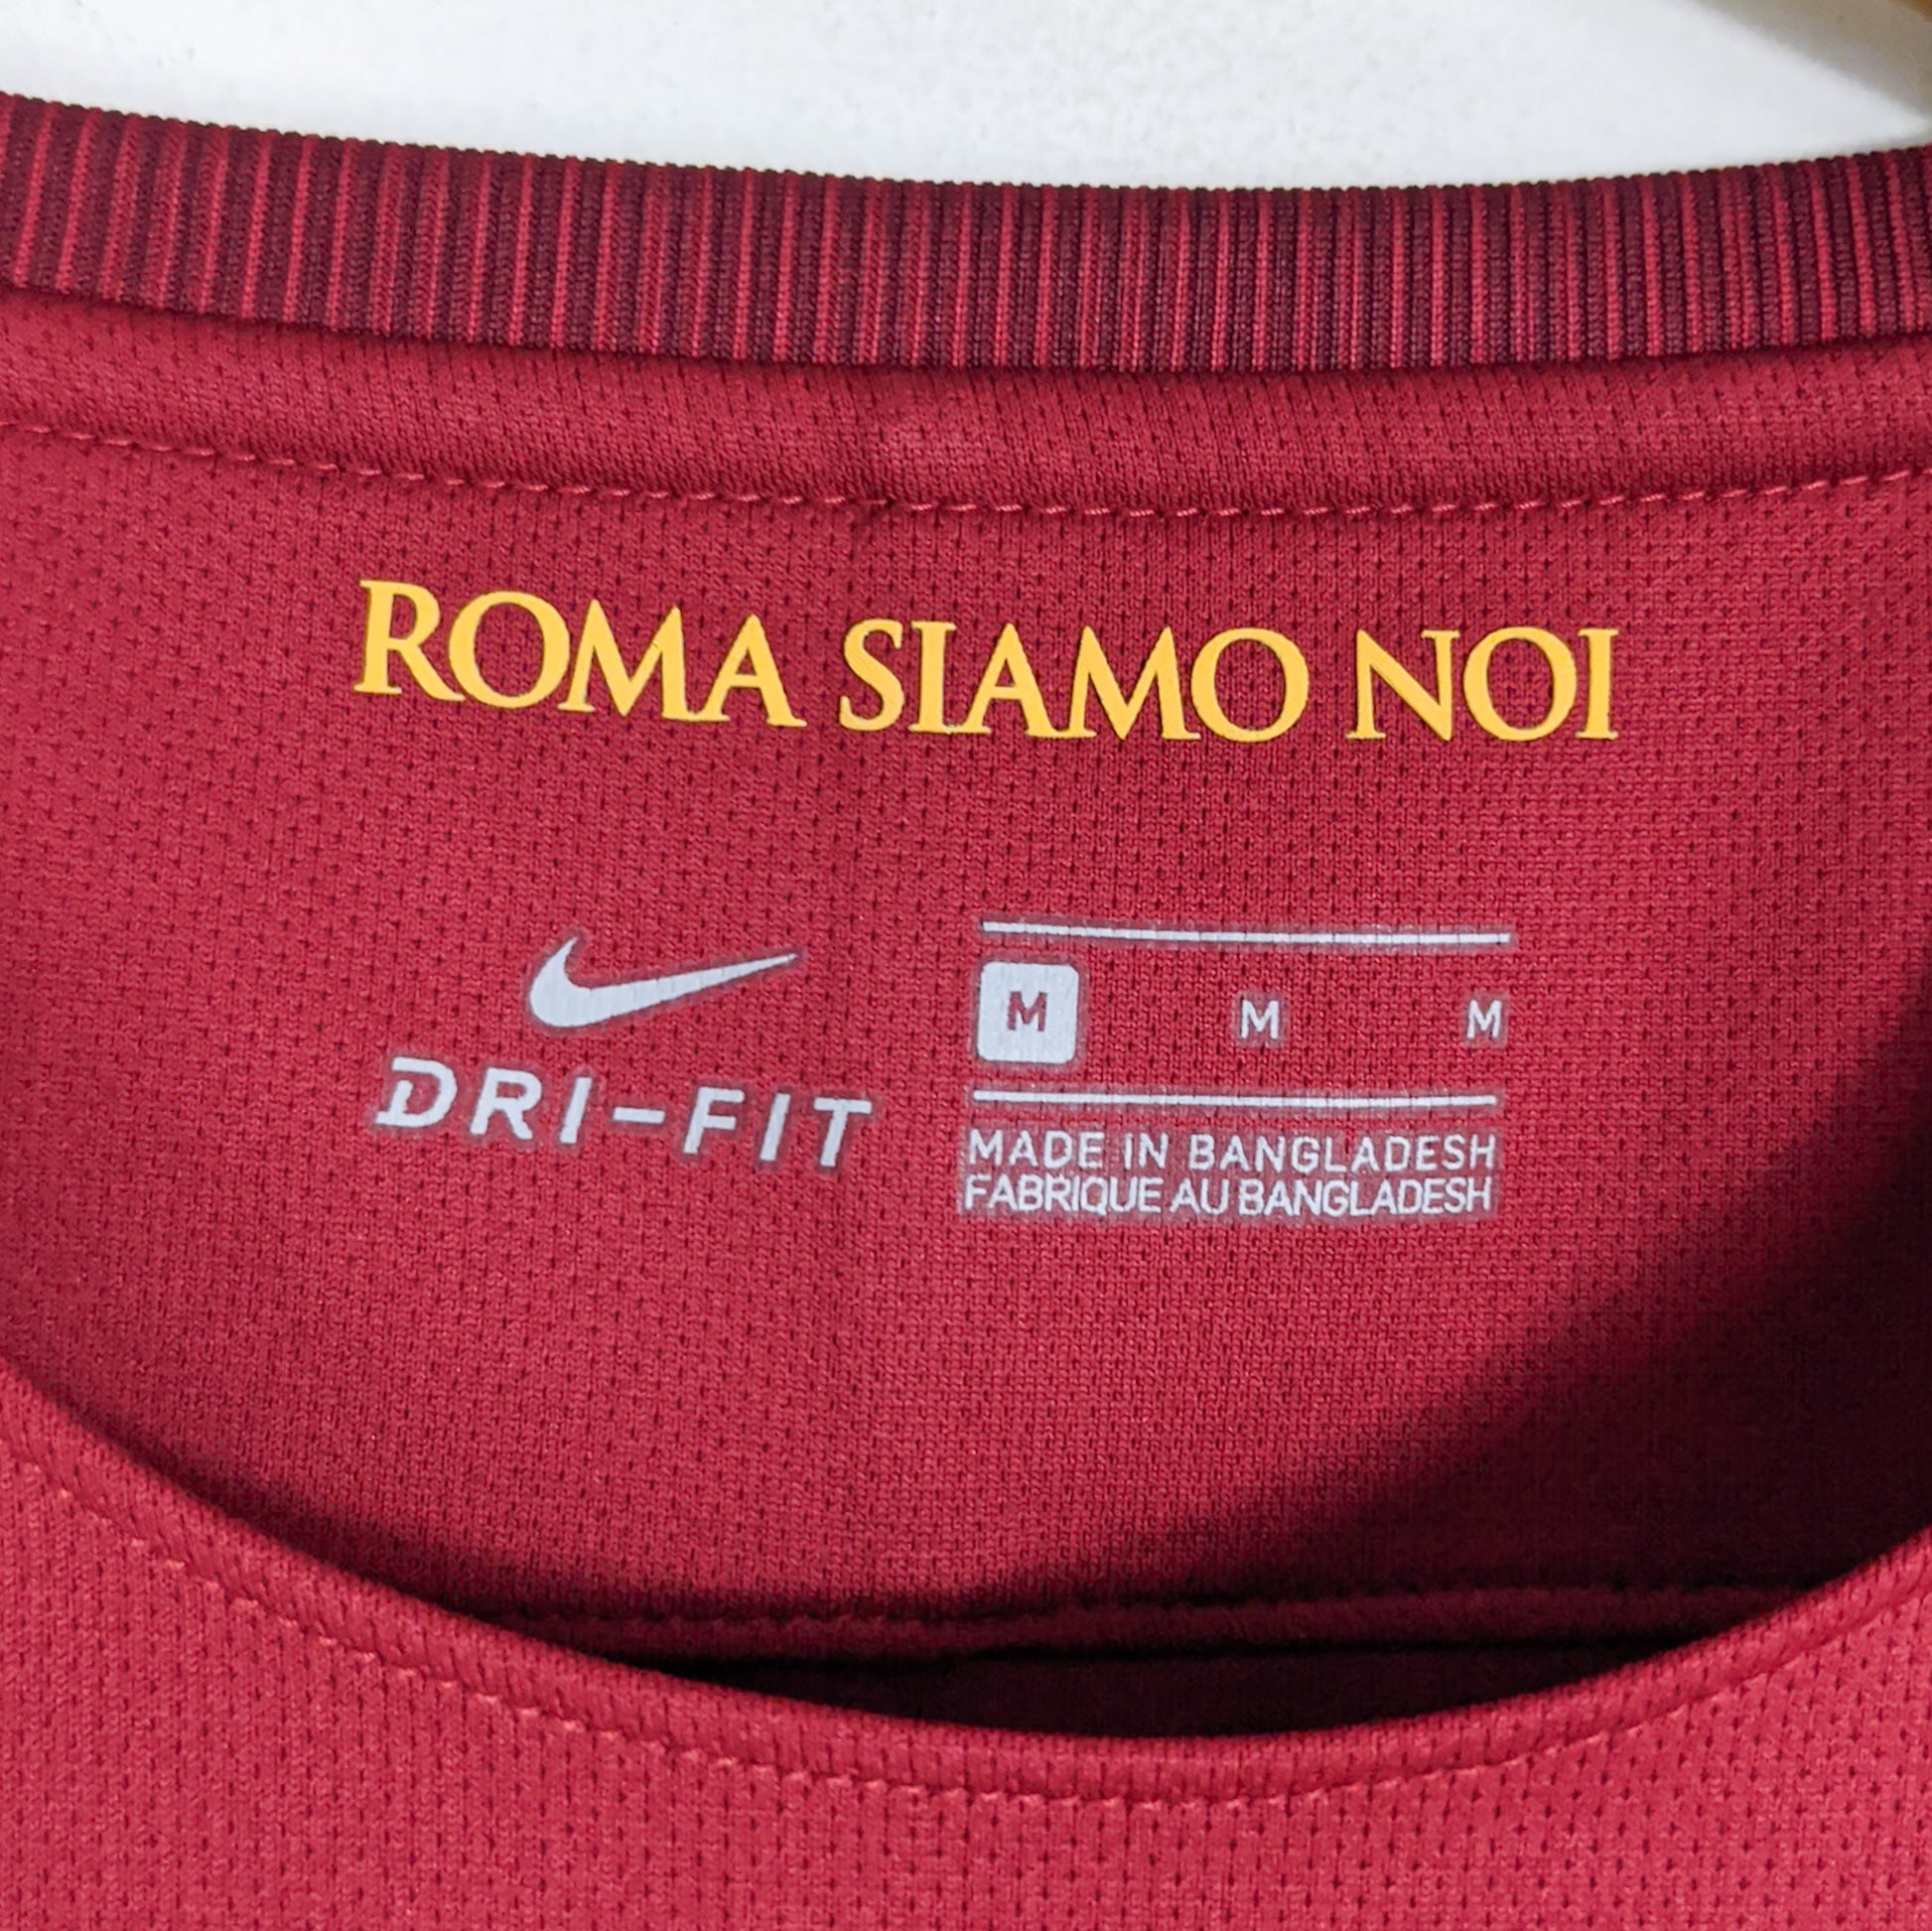 ROMA SIAMO NOI
DRI-FIT
M M M
MADE IN BANGLADESH
FABRIQUE AU BANGLADESH